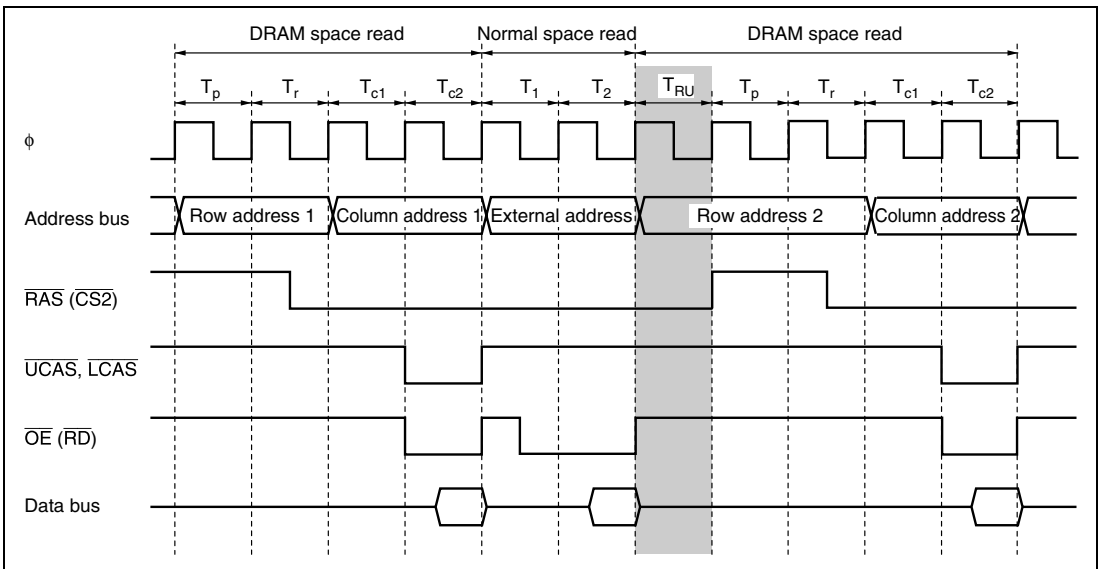 DRAM space read Normal space read DRAM space read
Tp Tr Tc1 Tc2 T1 T2 TRU Tp Tr Tc1 Tc2
ϕ
Address bus Row address 1 Column address 1 External address Row address 2 Column address 2
RAS (CS2)
UCAS, LCAS
OE (RD)
Data bus